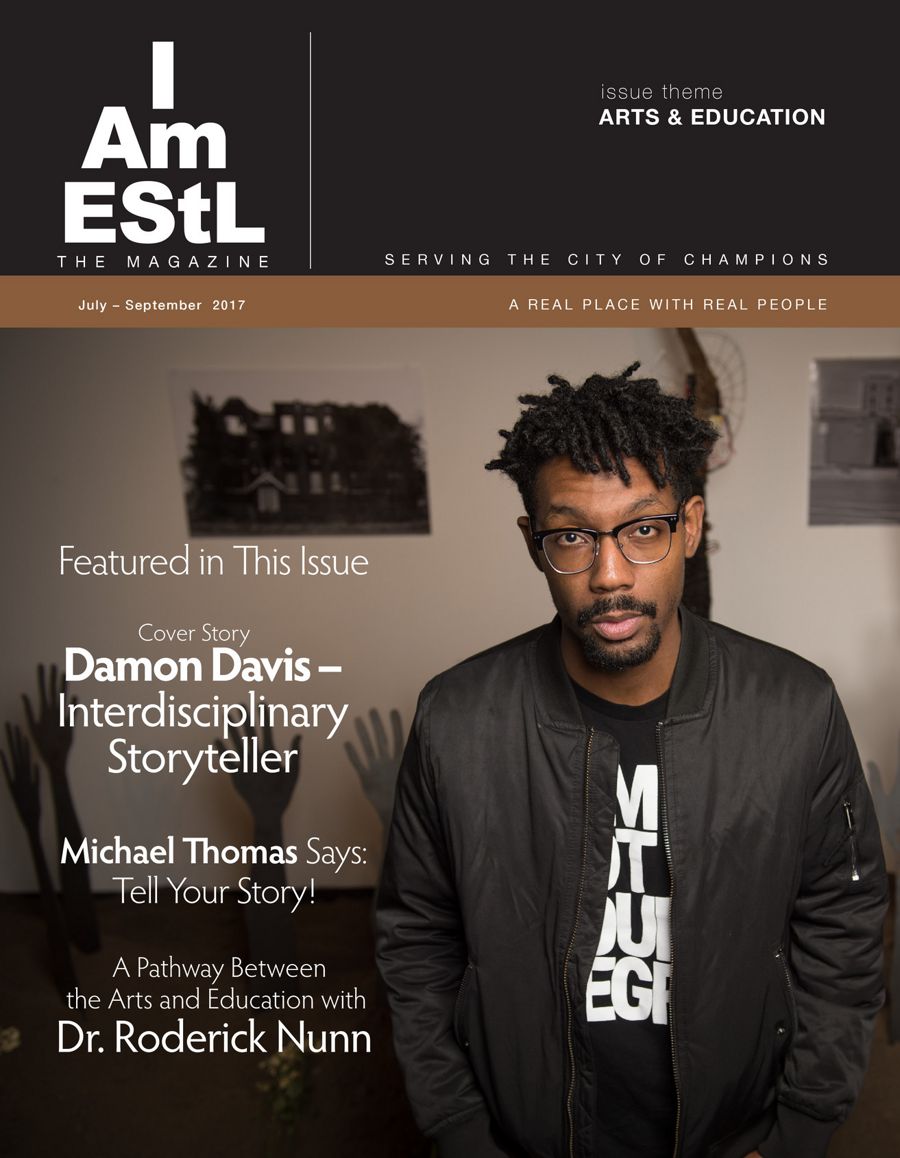 I
Am
EStL
THE MAGAZINE
issue theme
ARTS & EDUCATION
SERVING THE CITY OF CHAMPIONS
July – September 2017
A REAL PLACE WITH REAL PEOPLE
Featured in This Issue
Cover Story
Damon Davis –
Interdisciplinary
Storyteller
Michael Thomas Says:
Tell Your Story!
A Pathway Between
the Arts and Education with
Dr. Roderick Nunn